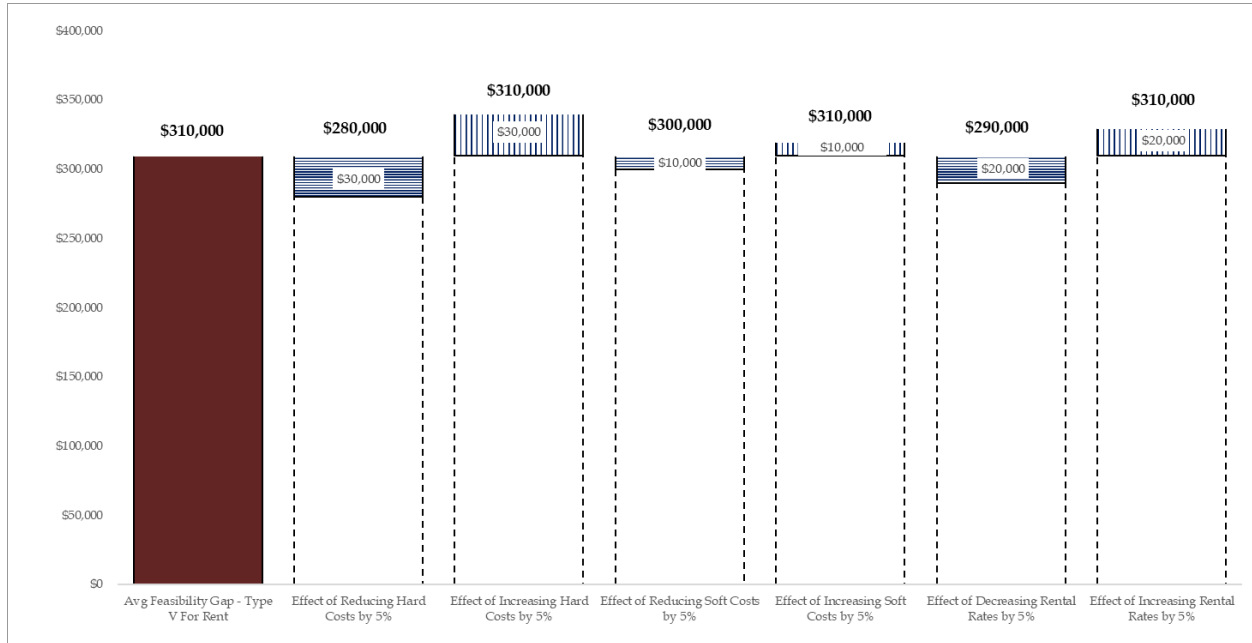 $400,000
$350,000
$300,000
$250,000
$200,000
$150,000
$100,000
$50,000
$0
$310,000
$280,000
$310,000
$300,000
$310,000
$290,000
$310,000
$30,000
$30,000
$10,000
$10,000
$20,000
$20,000
Avg Feasibility Gap - Type
V For Rent
Effect of Reducing Hard
Costs by 5%
Effect of Increasing Hard
Costs by 5%
Effect of Reducing Soft Costs
by 5%
Effect of Increasing Soft
Costs by 5%
Effect of Decreasing Rental
Rates by 5%
Effect of Increasing Rental
Rates by 5%